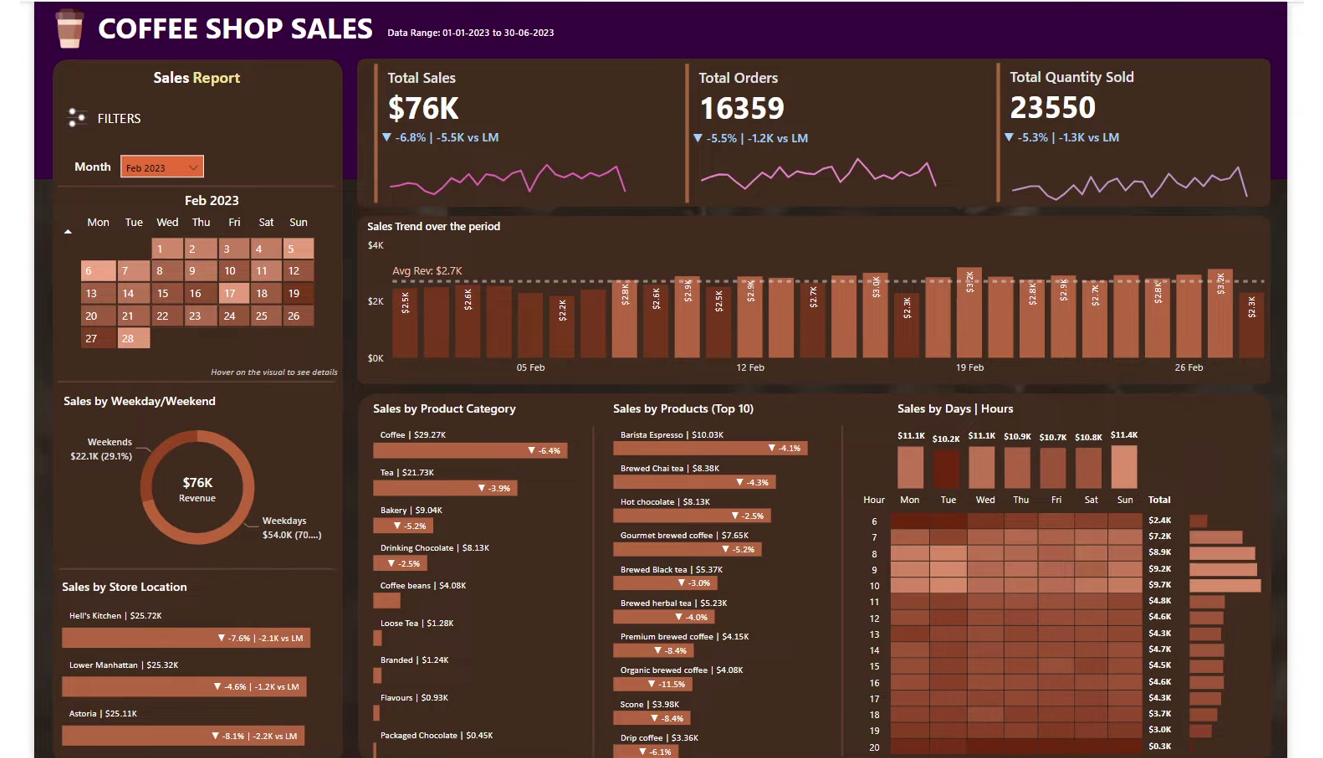 COFFEE SHOP SALES
Data Range: 01-01-2023 to 30-06-2023
Sales Report
FILTERS
Month Feb 2023
Feb 2023
Mon Tue Wed Thu Fri Sat Sun
1 2 3 4 5
6 7 8 9 10 11 12
13 14 15 16 17 18 19
20 21 22 23 24 25 26
27 28
Hover on the visual to see details
Sales by Weekday/Weekend
Weekends
$22.1K (29.1%)
$76K
Revenue
Weekdays
$54.0K (70....)
Sales by Store Location
Hell's Kitchen | $25.72K
▼ -7.6% | -2.1K vs LM
Lower Manhattan | $25.32K
▼ -4.6% | -1.2K vs LM
Astoria | $25.11K
▼ -8.1% | -2.2K vs LM
Total Sales
$76K
▼ -6.8% | -5.5K vs LM
Total Orders
16359
▼ -5.5% | -1.2K vs LM
Total Quantity Sold
23550
▼ -5.3% | -1.3K vs LM
Sales Trend over the period
$4K
Avg Rev: $2.7K
$2K
$0K
$2.5K $2.6K $2.2K $2.8K $2.6K $2.9K $2.5K $2.9K $2.7K $3.0K $2.3K $3.2K $2.8K $2.9K $2.7K $2.8K $3.2K $2.3K
05 Feb 12 Feb 19 Feb 26 Feb
Sales by Product Category
Coffee | $29.27K
▼ -6.4%
Tea | $21.73K
▼ -3.9%
Bakery | $9.04K
▼ -5.2%
Drinking Chocolate | $8.13K
▼ -2.5%
Coffee beans | $4.08K
Loose Tea | $1.28K
Branded | $1.24K
Flavours | $0.93K
Packaged Chocolate | $0.45K
Sales by Products (Top 10)
Barista Espresso | $10.03K
▼ -4.1%
Brewed Chai tea | $8.38K
▼ -4.3%
Hot chocolate | $8.13K
▼ -2.5%
Gourmet brewed coffee | $7.65K
▼ -5.2%
Brewed Black tea | $5.37K
▼ -3.0%
Brewed herbal tea | $5.23K
▼ -4.0%
Premium brewed coffee | $4.15K
▼ -8.4%
Organic brewed coffee | $4.08K
▼ -11.5%
Scone | $3.98K
▼ -8.4%
Drip coffee | $3.36K
▼ -6.1%
Sales by Days | Hours
$11.1K $10.2K $11.1K $10.9K $10.7K $10.8K $11.4K
Hour Mon Tue Wed Thu Fri Sat Sun Total
6 $2.4K
7 $7.2K
8 $8.9K
9 $9.2K
10 $9.7K
11 $4.8K
12 $4.6K
13 $4.3K
14 $4.7K
15 $4.5K
16 $4.6K
17 $4.3K
18 $3.7K
19 $3.0K
20 $0.3K